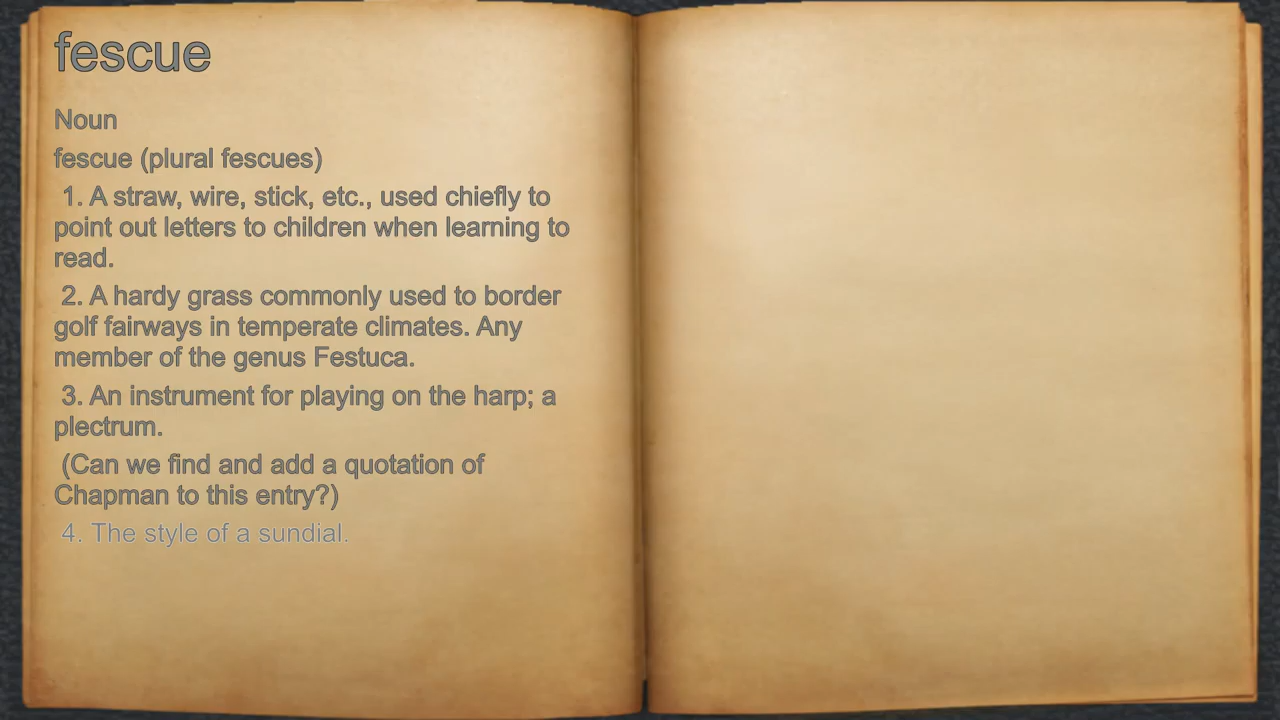 fescue
Noun
fescue (plural fescues)
1. A straw, wire, stick, etc., used chiefly to
point out letters to children when learning to
read.
2. A hardy grass commonly used to border
golf fairways in temperate climates. Any
member of the genus Festuca.
3. An instrument for playing on the harp; a
plectrum.
(Can we find and add a quotation of
Chapman to this entry?)
4. The style of a sundial.